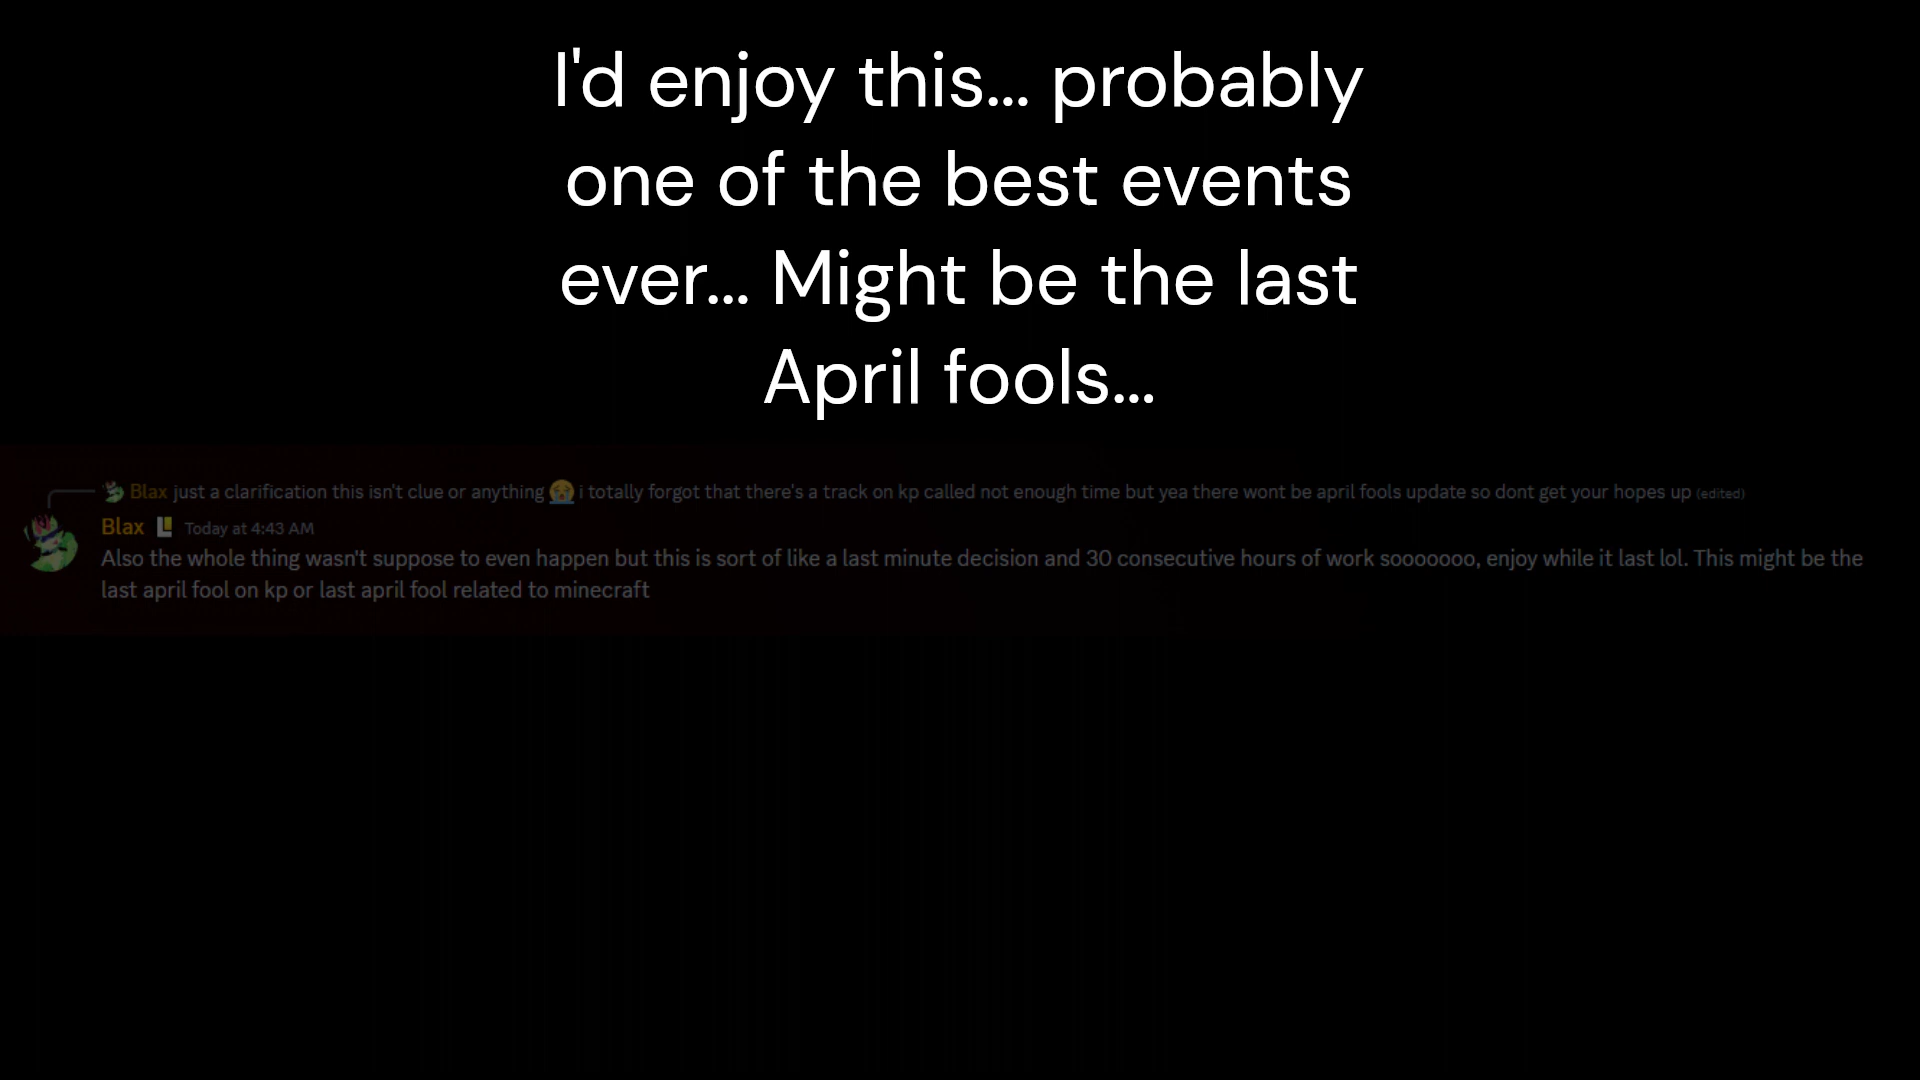 I'd enjoy this... probably
one of the best events
ever... Might be the last
April fools...
Blax just a clarification this isn't clue or anything 😭 i totally forgot that there's a track on kp called not enough time but yea there wont be april fools update so dont get your hopes up (edited)
Blax Today at 4:43 AM
Also the whole thing wasn't suppose to even happen but this is sort of like a last minute decision and 30 consecutive hours of work sooooooo, enjoy while it last lol. This might be the
last april fool on kp or last april fool related to minecraft